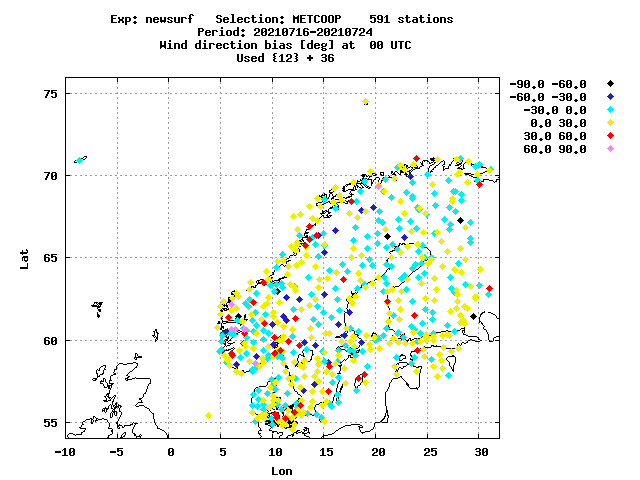 Exp: newsurf   Selection: METCOOP    591 stations
Period: 20210716-20210724
Wind direction bias [deg] at  00 UTC
Used {12} + 36
-90.0 -60.0
-60.0 -30.0
-30.0 0.0
0.0 30.0
30.0 60.0
60.0 90.0
75
70
65
60
55
Lat
-10 -5 0 5 10 15 20 25 30
Lon